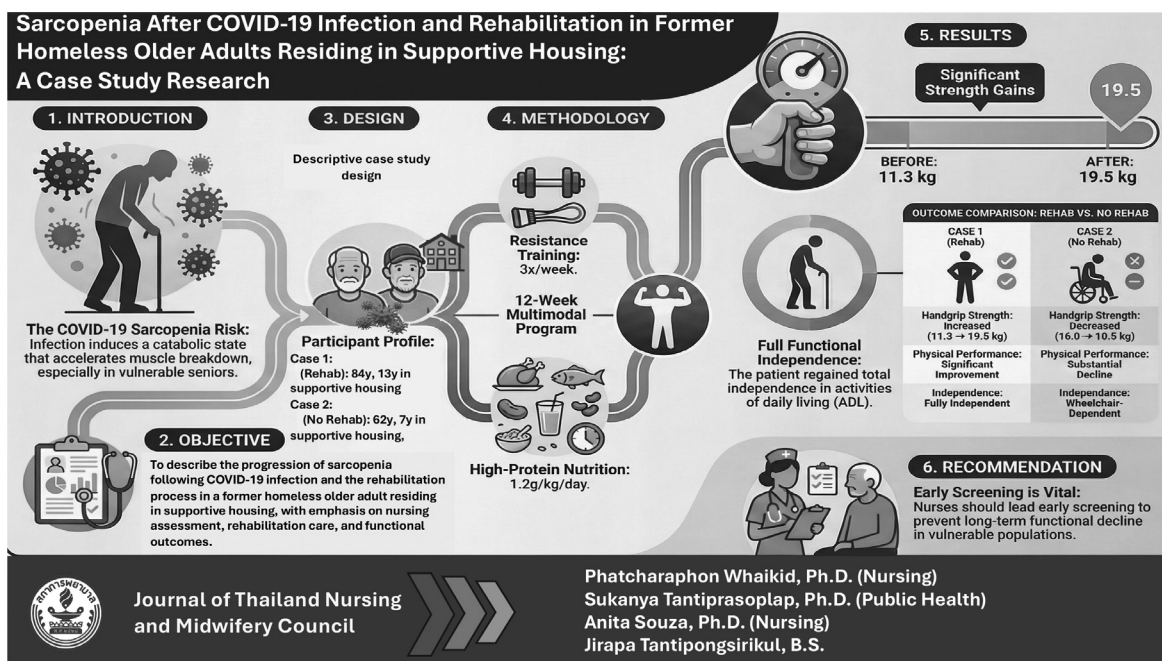 Sarcopenia After COVID-19 Infection and Rehabilitation in Former
Homeless Older Adults Residing in Supportive Housing:
A Case Study Research
1. INTRODUCTION
The COVID-19 Sarcopenia Risk:
Infection induces a catabolic state
that accelerates muscle breakdown,
especially in vulnerable seniors.
2. OBJECTIVE
To describe the progression of sarcopenia
following COVID-19 infection and the rehabilitation
process in a former homeless older adult residing
in supportive housing, with emphasis on nursing
assessment, rehabilitation care, and functional
outcomes.
3. DESIGN
Descriptive case study
design
Participant Profile:
Case 1:
(Rehab): 84y, 13y in
supportive housing
Case 2:
(No Rehab): 62y, 7y in
supportive housing,
4. METHODOLOGY
Resistance
Training:
3x/week.
12-Week
Multimodal
Program
High-Protein Nutrition:
1.2g/kg/day.
5. RESULTS
Significant
Strength Gains
19.5
BEFORE:
11.3 kg
AFTER:
19.5 kg
Full Functional
Independence:
The patient regained total
independence in activities
of daily living (ADL).
OUTCOME COMPARISON: REHAB VS. NO REHAB
CASE 1
(Rehab)
CASE 2
(No Rehab)
Handgrip Strength:
Increased
(11.3 → 19.5 kg)
Handgrip Strength:
Decreased
(16.0 → 10.5 kg)
Physical Performance:
Significant
Improvement
Physical Performance:
Substantial
Decline
Independence:
Fully Independent
Independance:
Wheelchair-
Dependent
6. RECOMMENDATION
Early Screening is Vital:
Nurses should lead early screening to
prevent long-term functional decline
in vulnerable populations.
สภาการพยาบาล
Journal of Thailand Nursing
and Midwifery Council
Phatcharaphon Whaikid, Ph.D. (Nursing)
Sukanya Tantiprasoplap, Ph.D. (Public Health)
Anita Souza, Ph.D. (Nursing)
Jirapa Tantipongsirikul, B.S.